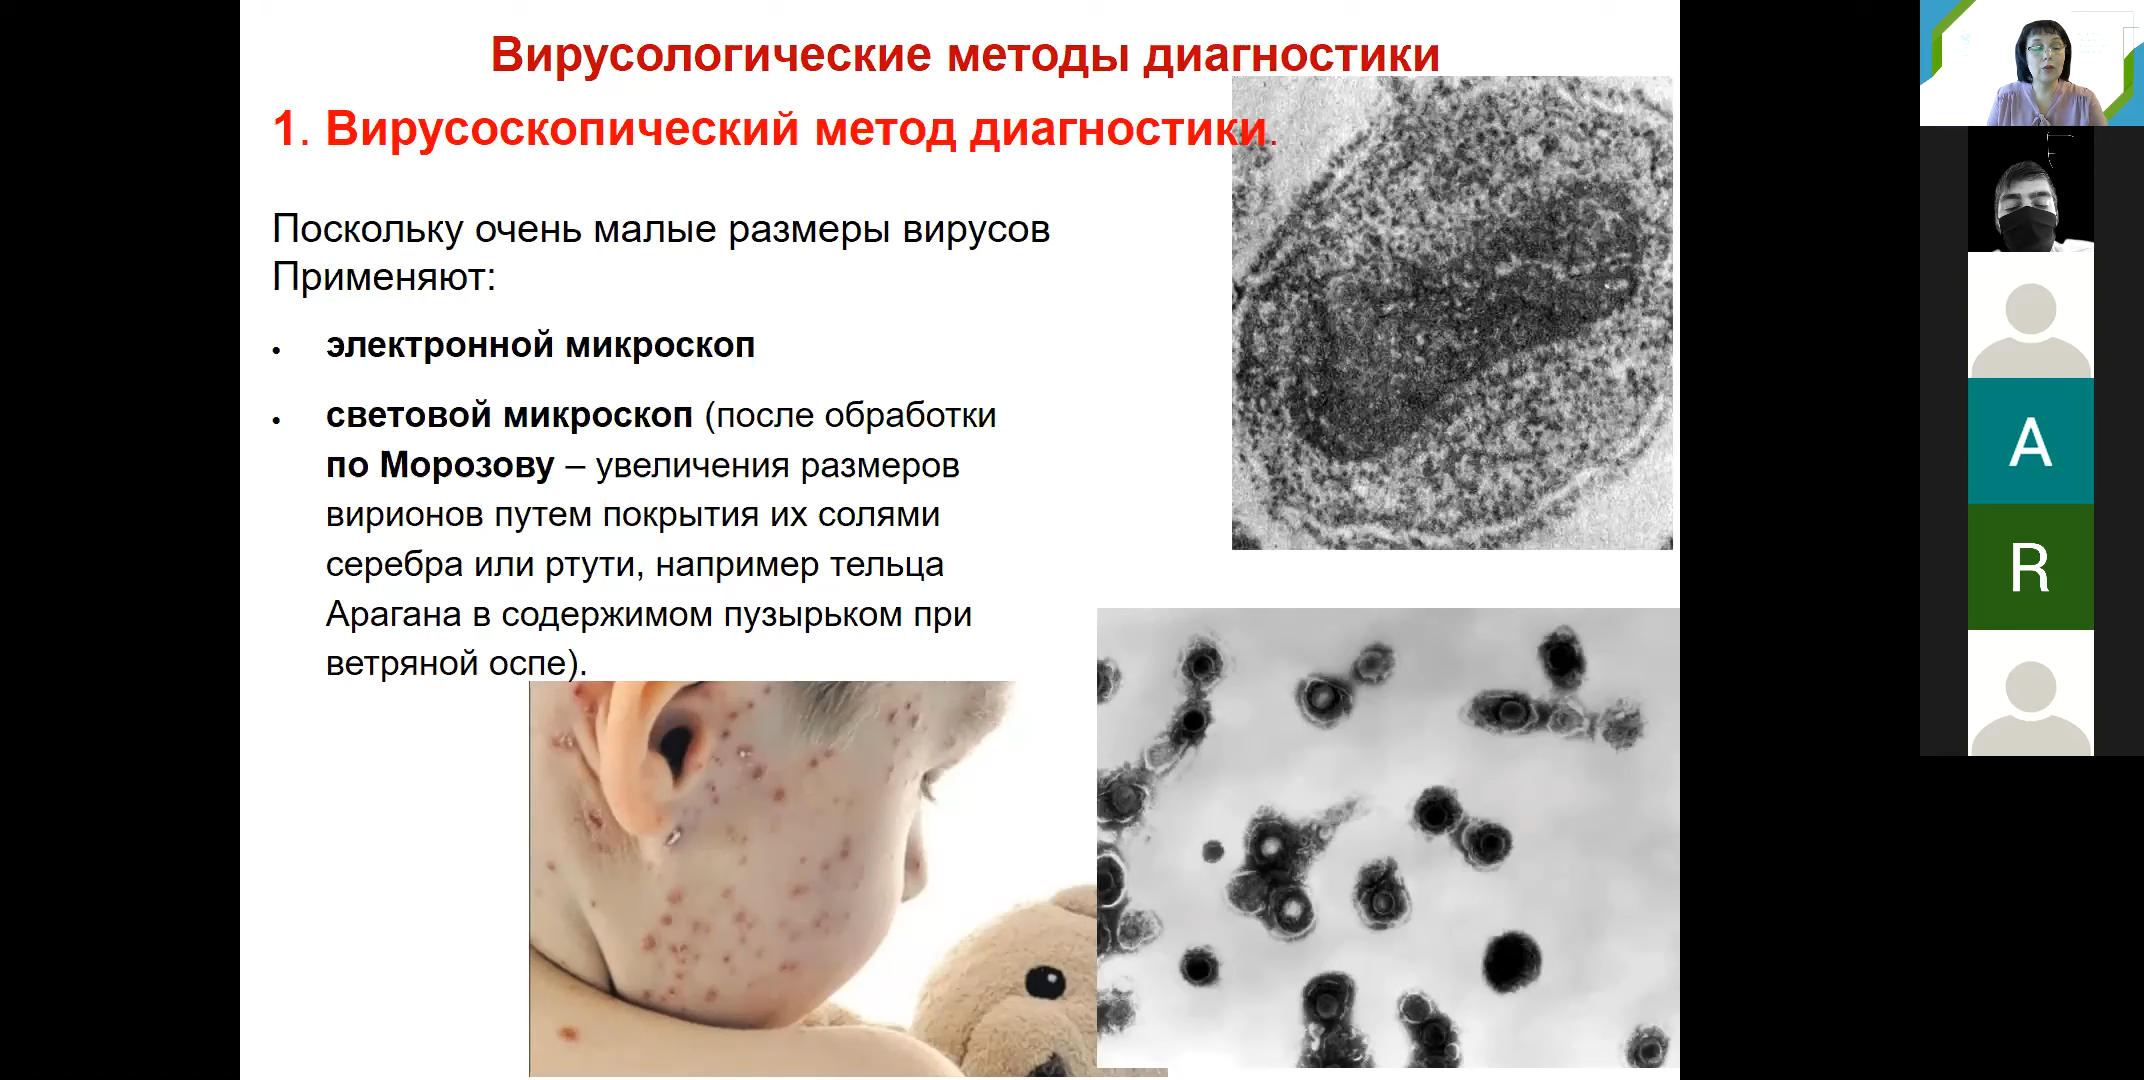 Вирусологические методы диагностики
1. Вирусоскопический метод диагностики.
Поскольку очень малые размеры вирусов
Применяют:
• электронной микроскоп
• световой микроскоп (после обработки
по Морозову – увеличения размеров
вирионов путем покрытия их солями
серебра или ртути, например тельца
Арагана в содержимом пузырьком при
ветряной оспе).
A
R